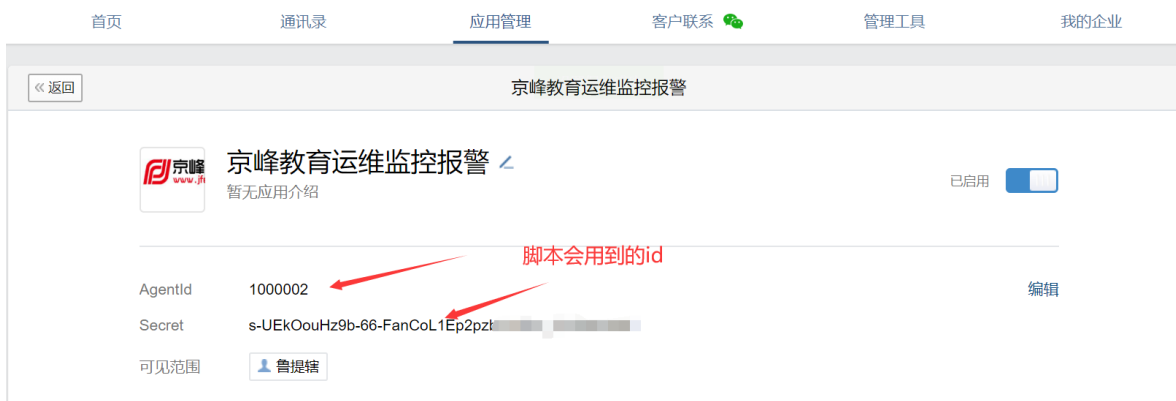 首页 通讯录 应用管理 客户联系 管理工具 我的企业
返回 京峰教育运维监控报警
京峰 京峰教育运维监控报警
www.jf
暂无应用介绍 已启用
脚本会用到的id
AgentId 1000002 编辑
Secret s-UEkOouHz9b-66-FanCoL1Ep2pzb
可见范围 鲁提辖